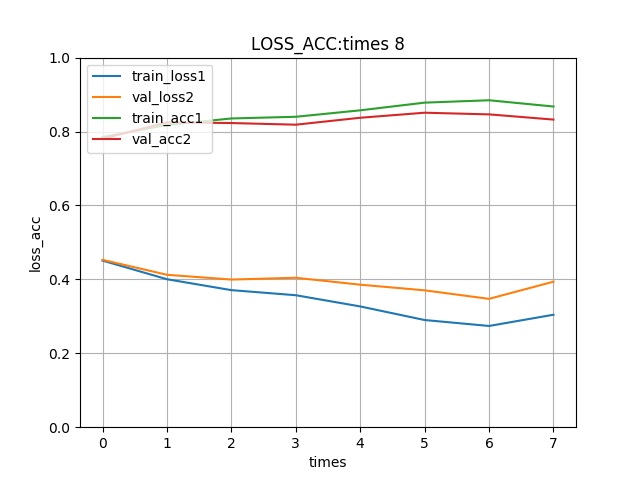 LOSS_ACC:times 8
1.0
0.8
0.6
0.4
0.2
0.0
loss_acc
train_loss1
val_loss2
train_acc1
val_acc2
0 1 2 3 4 5 6 7
times